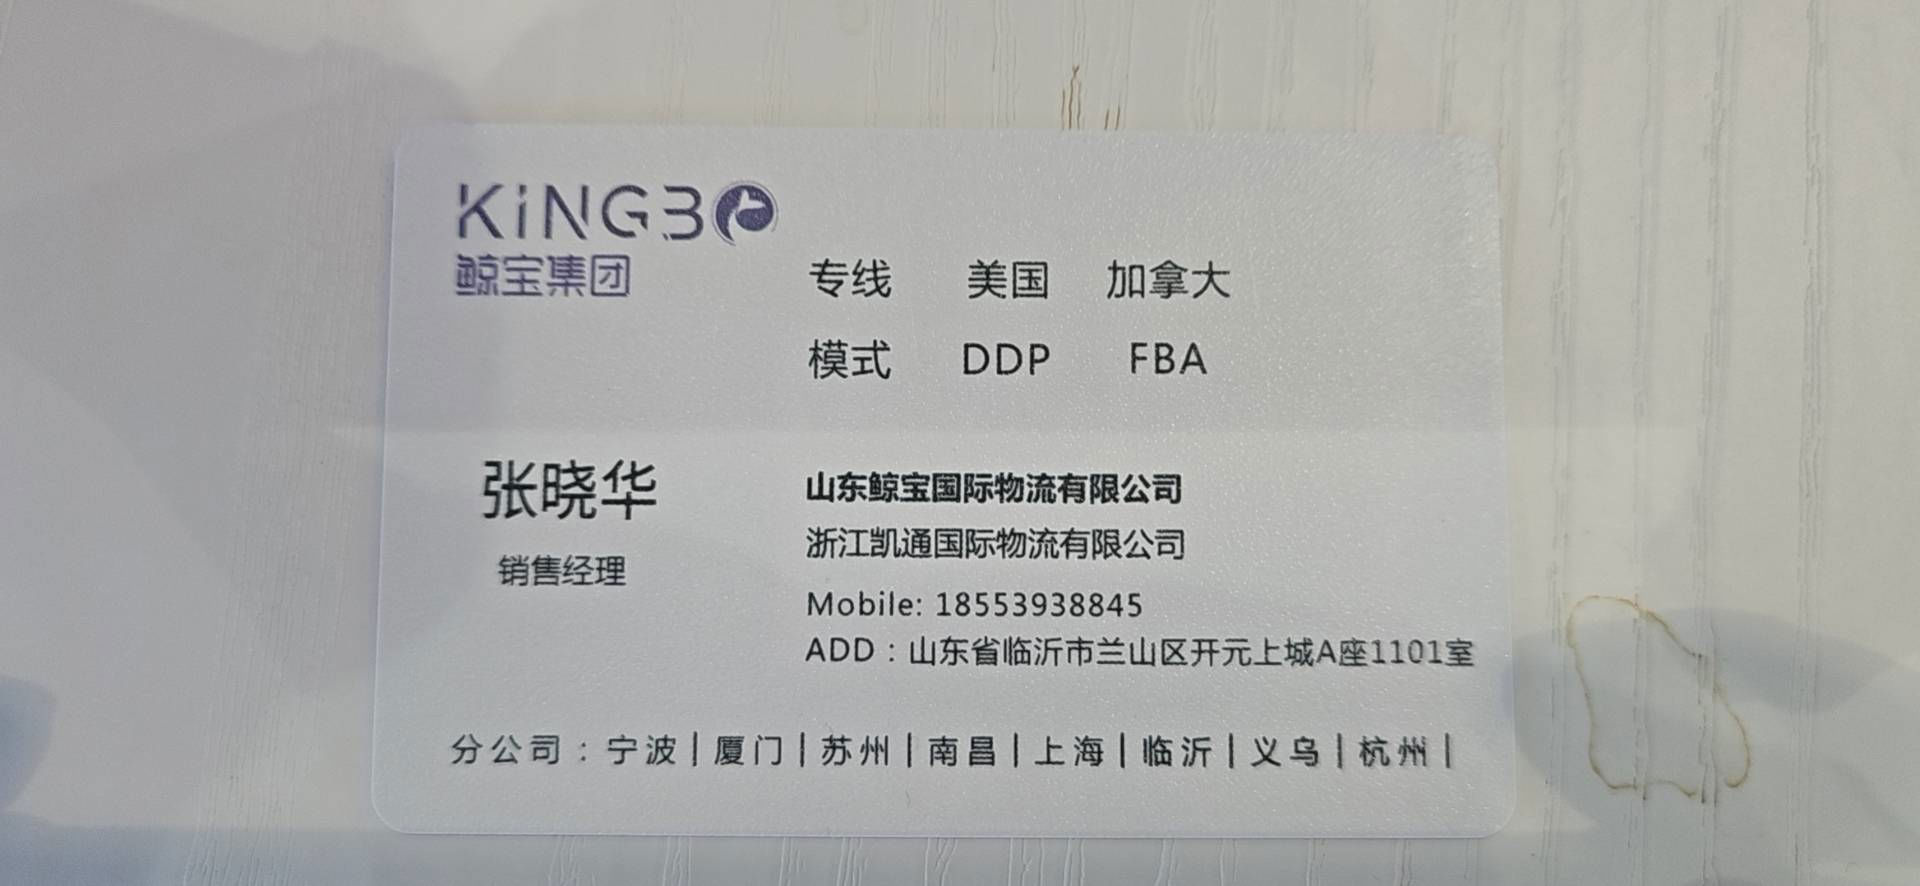 KiNGBO
鲸宝集团
专线 美国 加拿大
模式 DDP FBA
张晓华
销售经理
山东鲸宝国际物流有限公司
浙江凯通国际物流有限公司
Mobile: 18553938845
ADD：山东省临沂市兰山区开元上城A座1101室
分公司：宁波|厦门|苏州|南昌|上海|临沂|义乌|杭州|